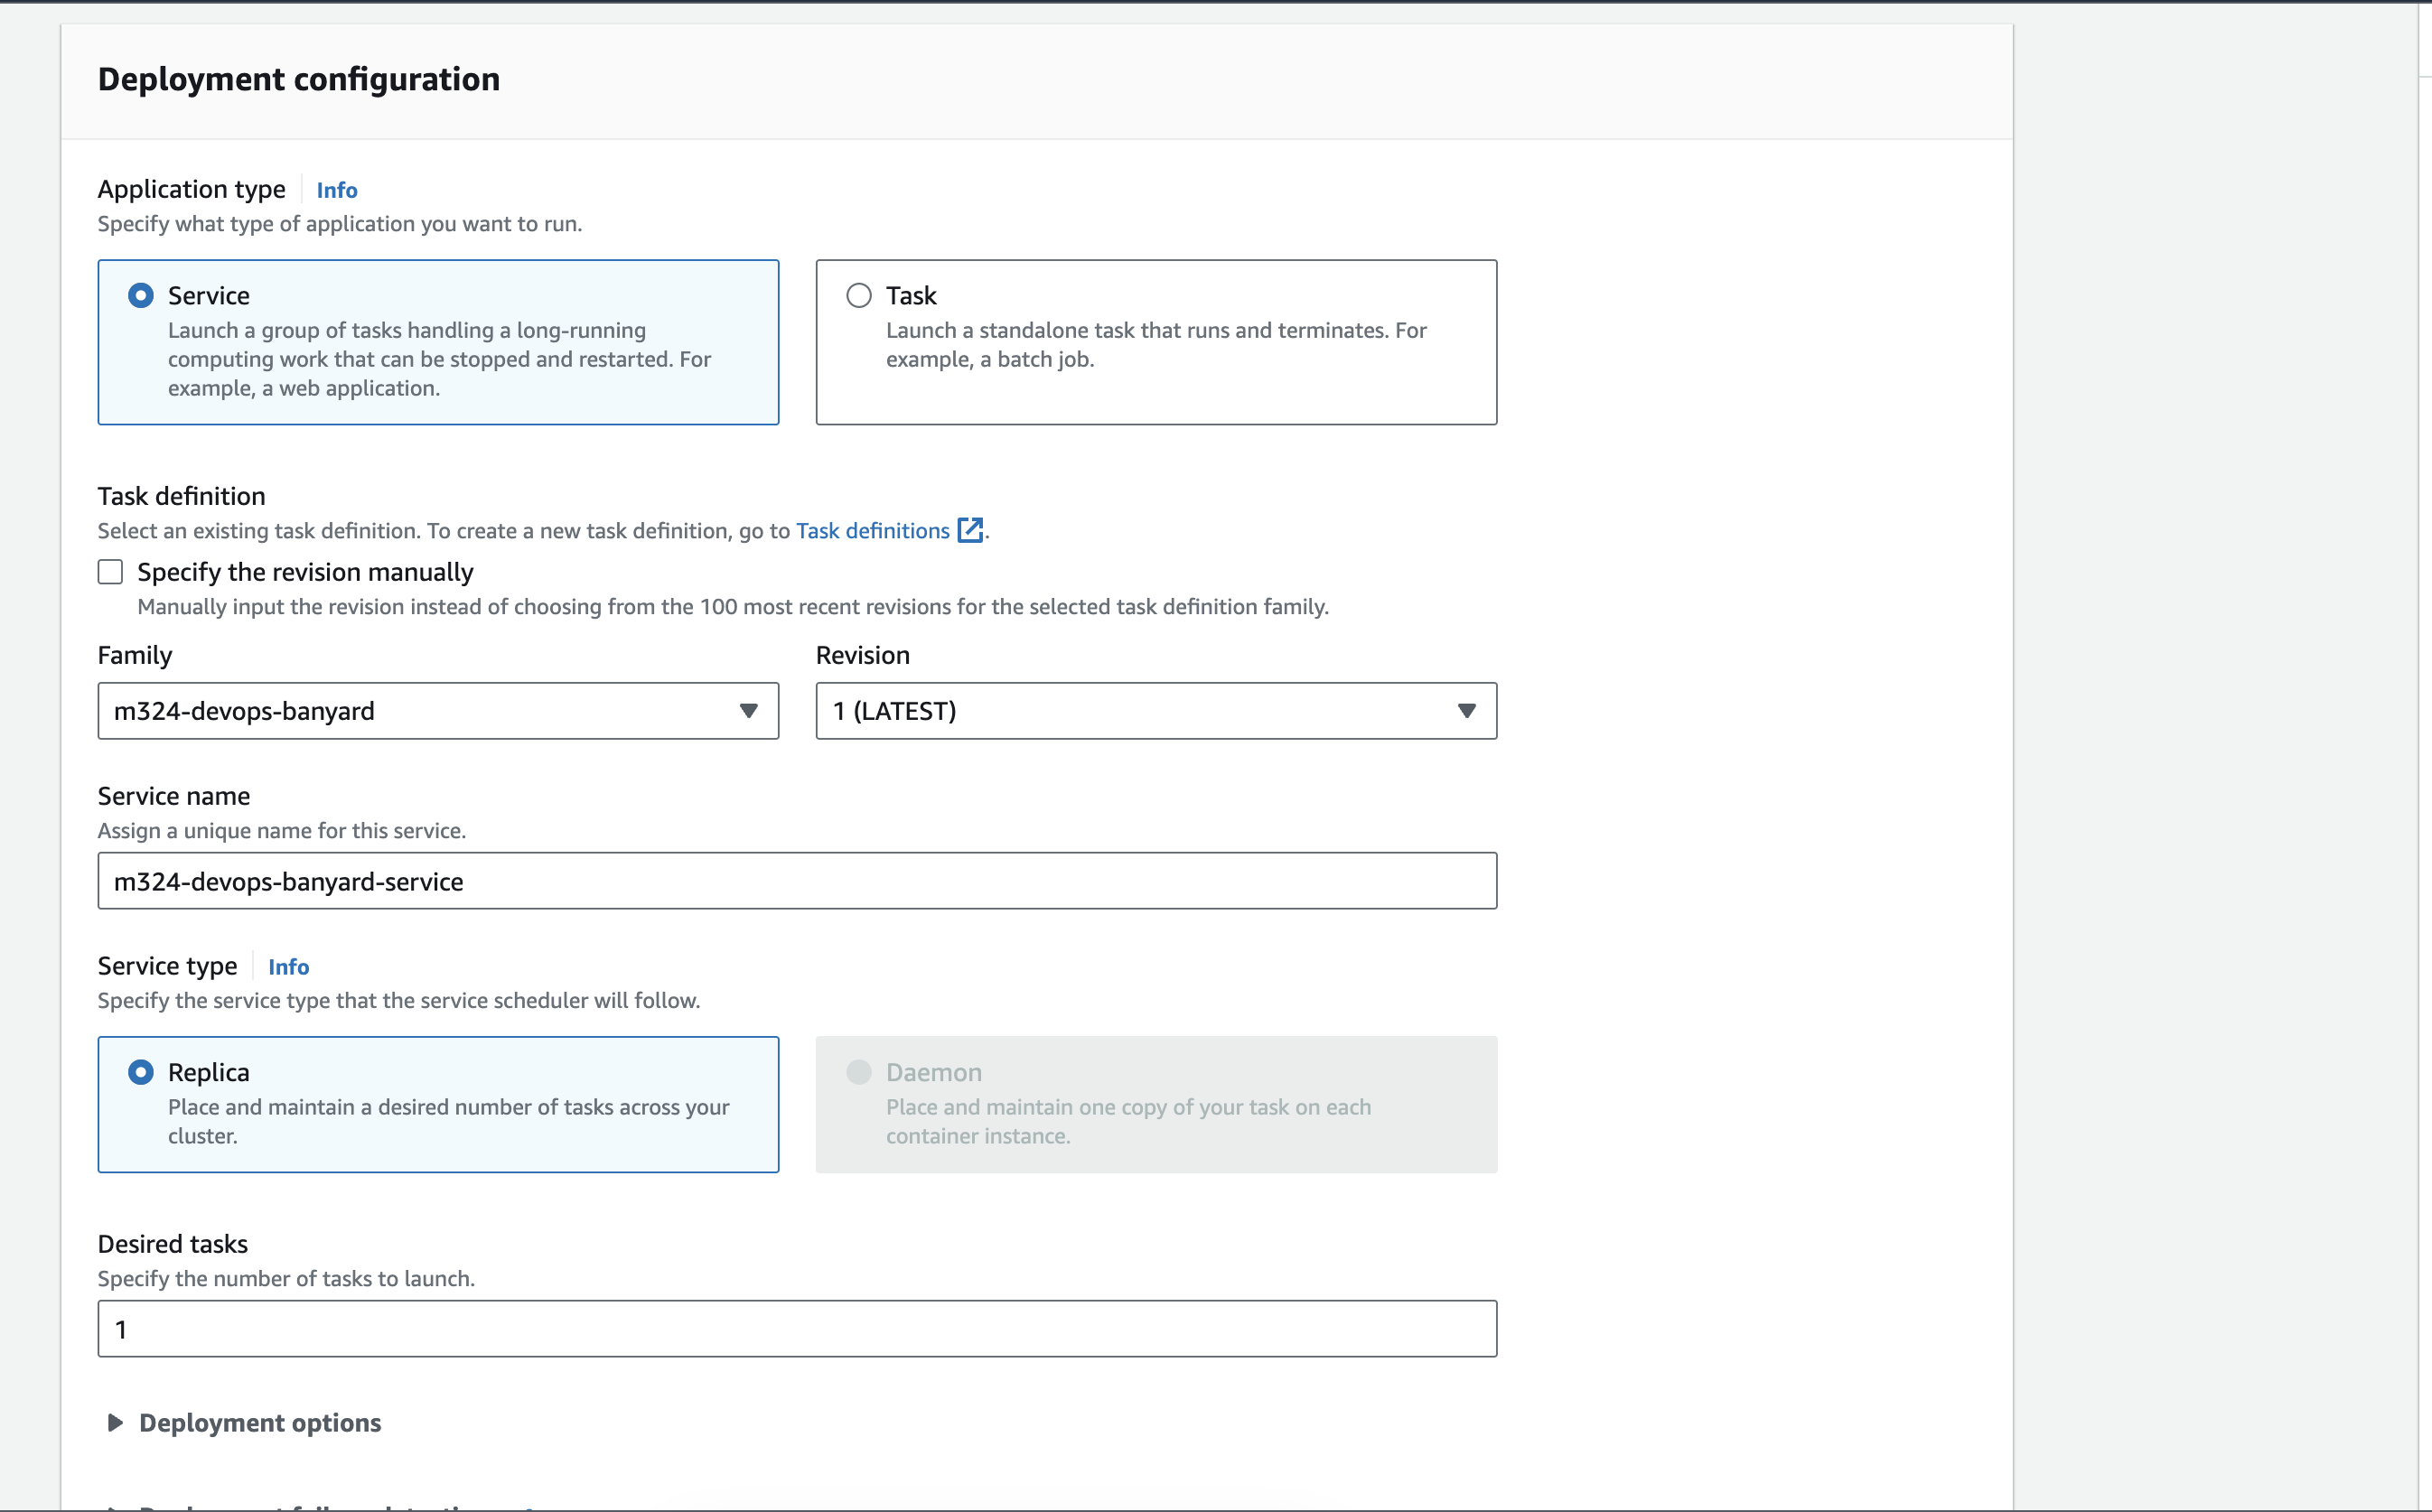 Deployment configuration
Application type
Info
Specify what type of application you want to run.
Service
Launch a group of tasks handling a long-running
computing work that can be stopped and restarted. For
example, a web application.
Task
Launch a standalone task that runs and terminates. For
example, a batch job.
Task definition
Select an existing task definition. To create a new task definition, go to Task definitions.
Specify the revision manually
Manually input the revision instead of choosing from the 100 most recent revisions for the selected task definition family.
Family
m324-devops-banyard
Revision
1 (LATEST)
Service name
Assign a unique name for this service.
m324-devops-banyard-service
Service type
Info
Specify the service type that the service scheduler will follow.
Replica
Place and maintain a desired number of tasks across your
cluster.
Daemon
Place and maintain one copy of your task on each
container instance.
Desired tasks
Specify the number of tasks to launch.
1
Deployment options